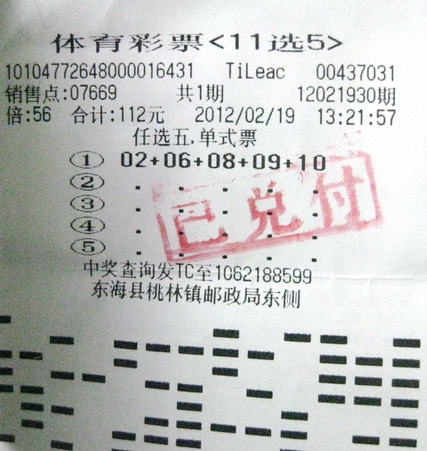 体育彩票<11选5>
10104772648000016431 TiLeac 00437031
销售点:07669 共1期 12021930期
倍:56 合计:112元 2012/02/19 13:21:57
任选五.单式票
① 02+06+08+09+10
②
③
④
⑤
已兑付
中奖查询发TC至1062188599
东海县桃林镇邮政局东侧